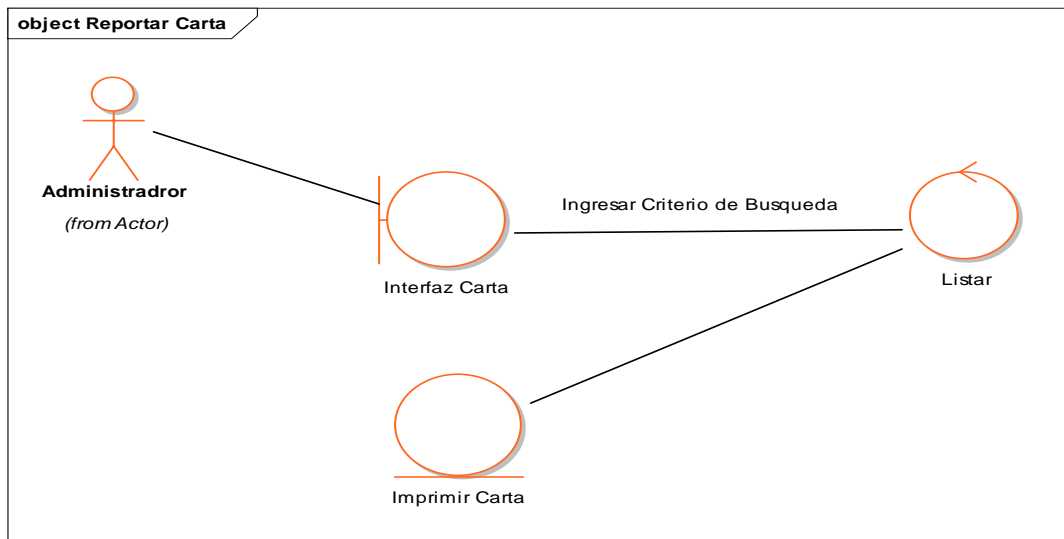 object Reportar Carta
Administradror
(from Actor)
Ingresar Criterio de Busqueda
Interfaz Carta
Listar
Imprimir Carta